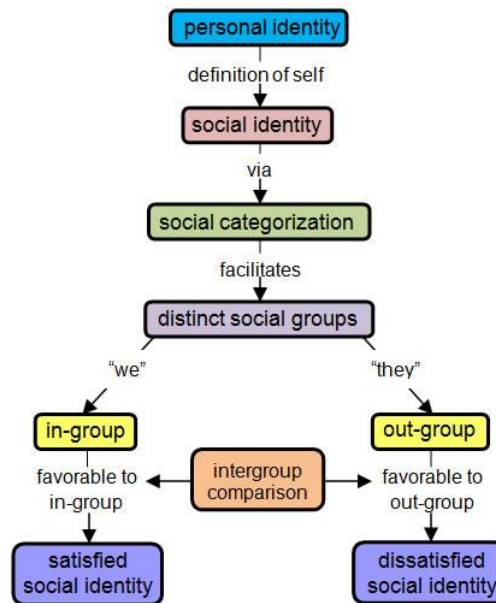 personal identity
definition of self
social identity
via
social categorization
facilitates
distinct social groups
“we”
“they”
in-group
out-group
favorable to
in-group
intergroup
comparison
favorable to
out-group
satisfied
social identity
dissatisfied
social identity